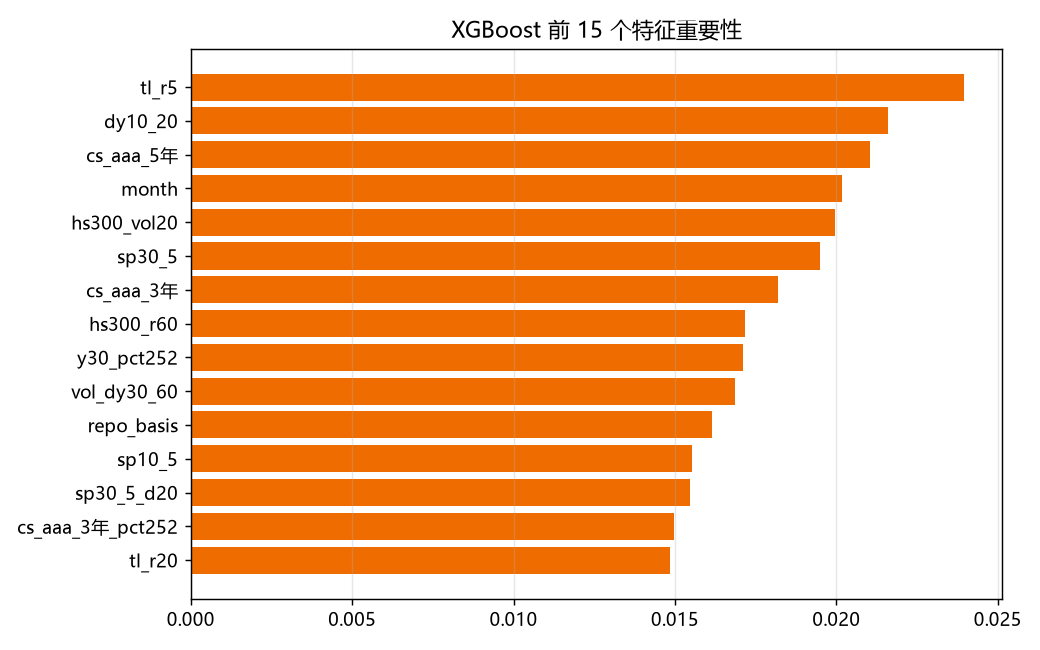 XGBoost 前 15 个特征重要性
tl_r5
dy10_20
cs_aaa_5年
month
hs300_vol20
sp30_5
cs_aaa_3年
hs300_r60
y30_pct252
vol_dy30_60
repo_basis
sp10_5
sp30_5_d20
cs_aaa_3年_pct252
tl_r20
0.000 0.005 0.010 0.015 0.020 0.025